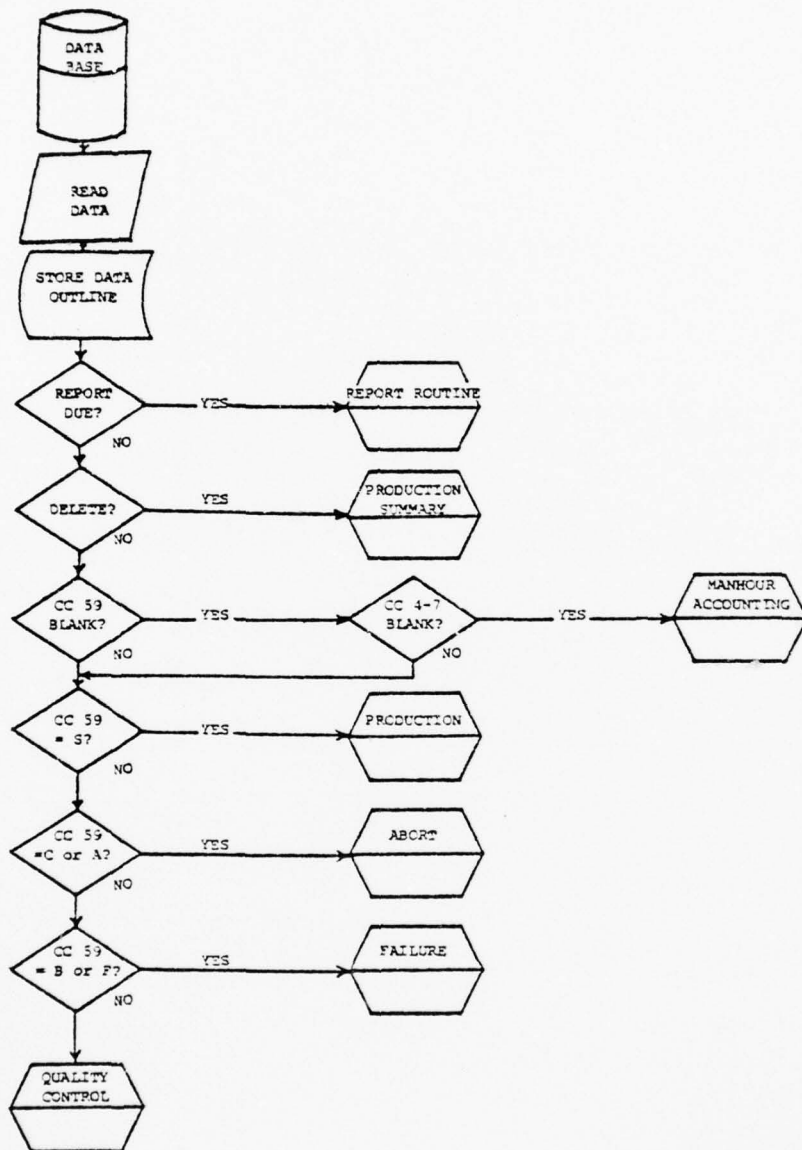 DATA
BASE
READ
DATA
STORE DATA
OUTLINE
REPORT
DUE?
YES
REPORT ROUTINE
NO
DELETE?
YES
PRODUCTION
SUMMARY
NO
CC 59
BLANK?
YES
CC 4-7
BLANK?
YES
MANHOUR
ACCOUNTING
NO
NO
CC 59
= S?
YES
PRODUCTION
NO
CC 59
=C or A?
YES
ABORT
NO
CC 59
= B or F?
YES
FAILURE
NO
QUALITY
CONTROL